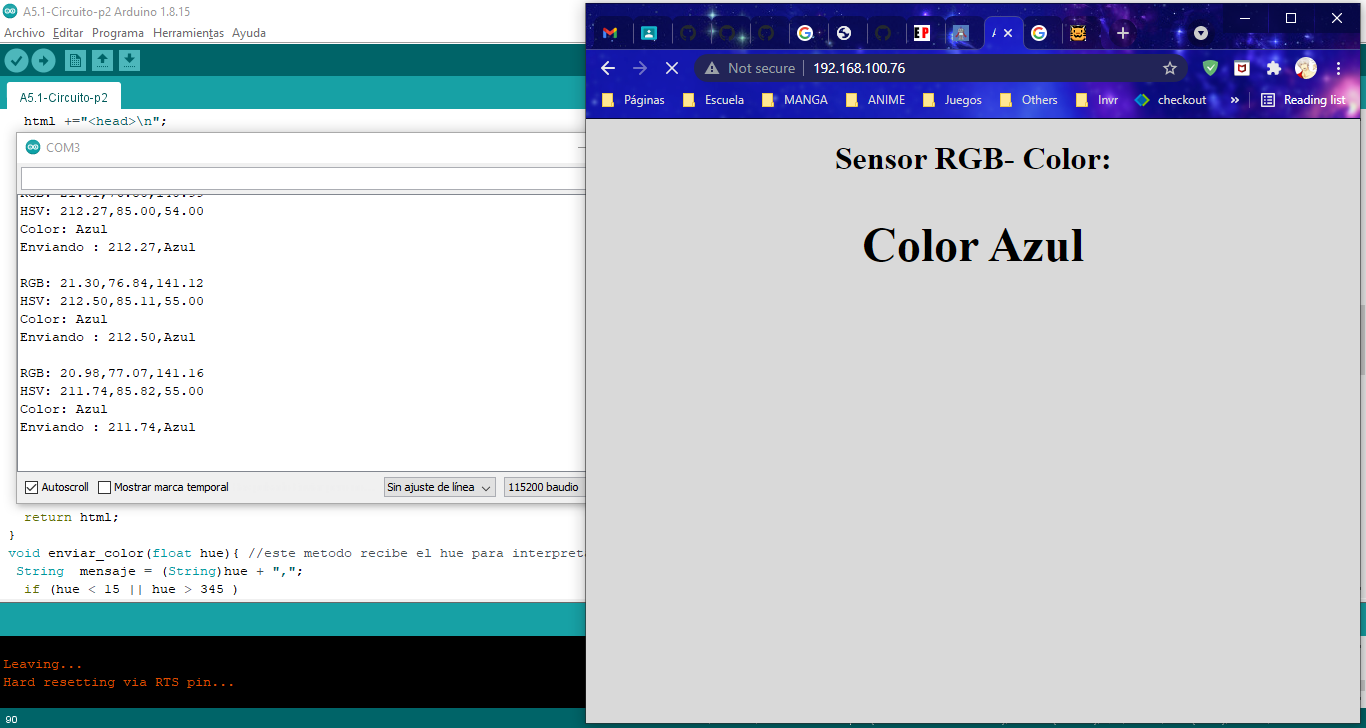 A5.1-Circuito-p2 Arduino 1.8.15
Archivo Editar Programa Herramientas Ayuda
A5.1-Circuito-p2
html +="<head>\n";
COM3
HSV: 212.27,85.00,54.00
Color: Azul
Enviando : 212.27,Azul
RGB: 21.30,76.84,141.12
HSV: 212.50,85.11,55.00
Color: Azul
Enviando : 212.50,Azul
RGB: 20.98,77.07,141.16
HSV: 211.74,85.82,55.00
Color: Azul
Enviando : 211.74,Azul
Autoscroll Mostrar marca temporal Sin ajuste de línea 115200 baudio
return html;
}
void enviar_color(float hue){ //este metodo recibe el hue para interpreta
String mensaje = (String)hue + ",";
if (hue < 15 || hue > 345 )
Leaving...
Hard resetting via RTS pin...
90
EP
Not secure 192.168.100.76
Páginas Escuela MANGA ANIME Juegos Others Invr checkout » Reading list
Sensor RGB- Color:
Color Azul